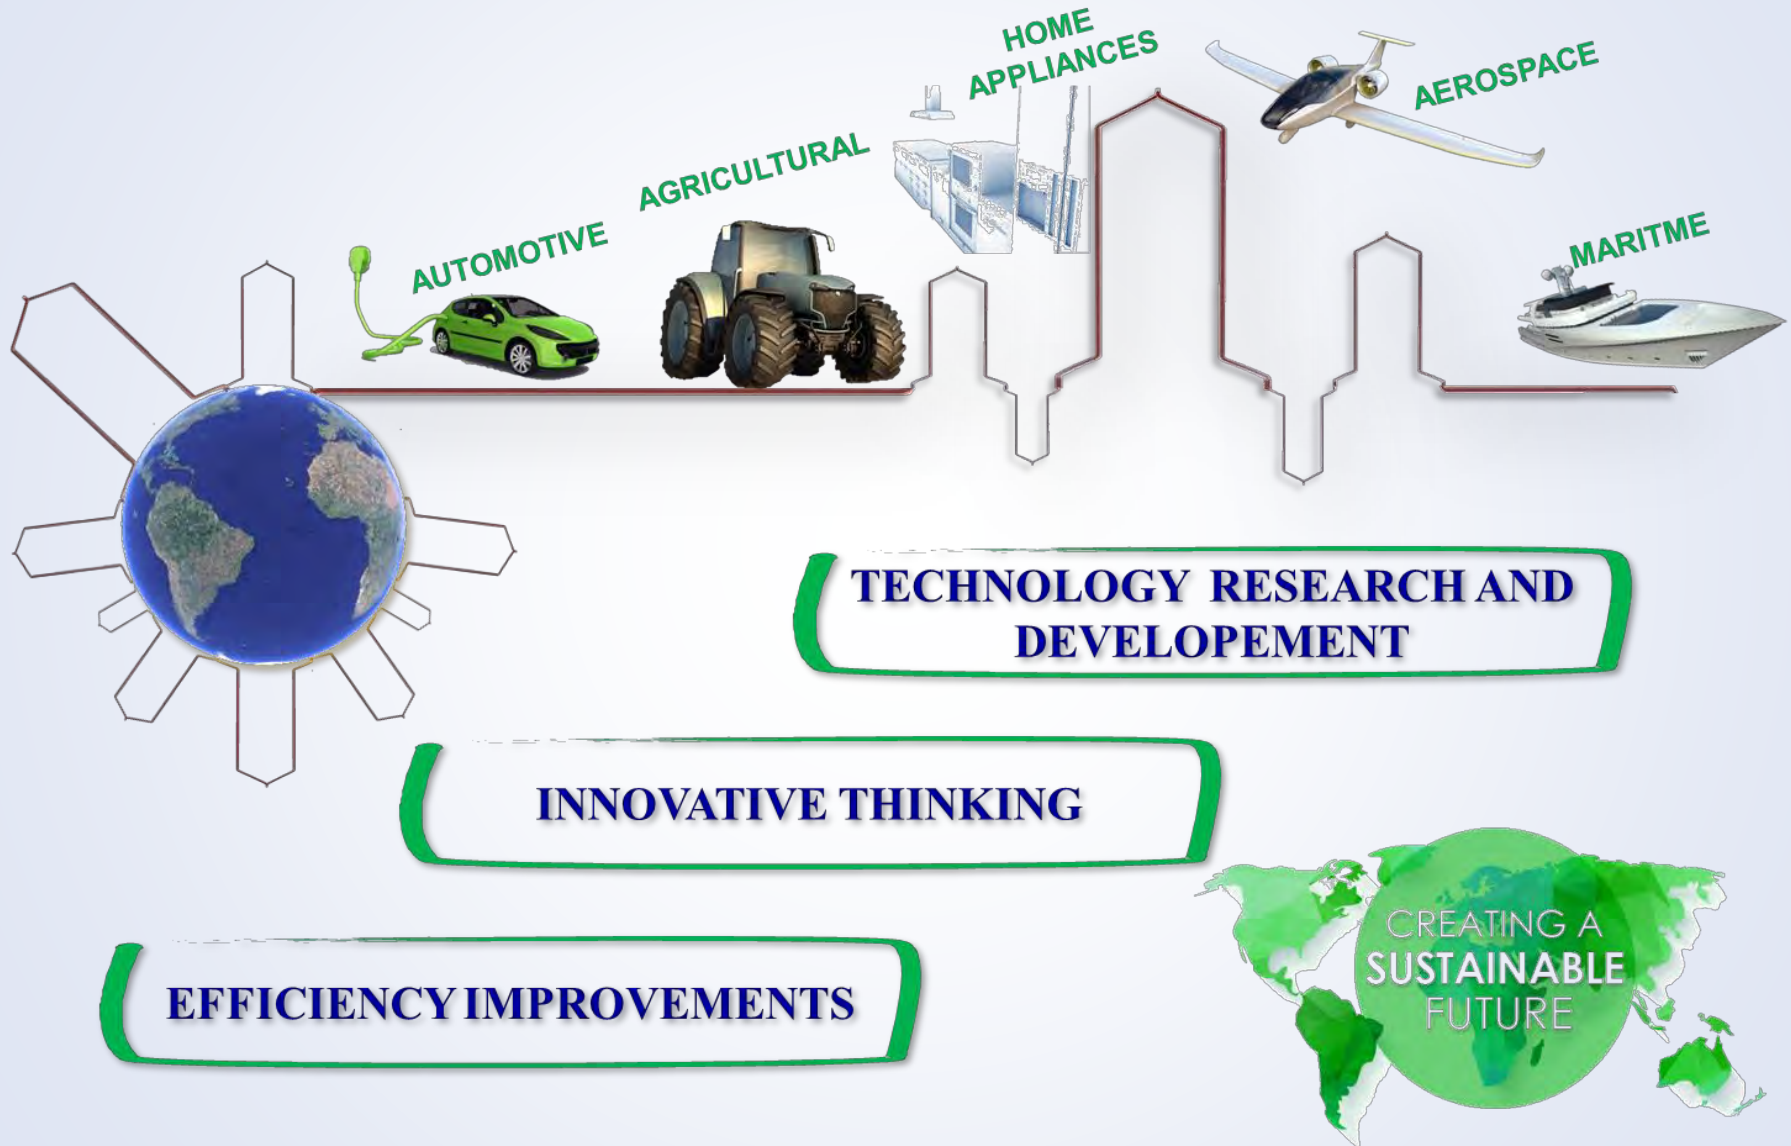 HOME
APPLIANCES
AEROSPACE
AGRICULTURAL
AUTOMOTIVE
MARITME
TECHNOLOGY RESEARCH AND
DEVELOPEMENT
INNOVATIVE THINKING
EFFICIENCY IMPROVEMENTS
CREATING A
SUSTAINABLE
FUTURE